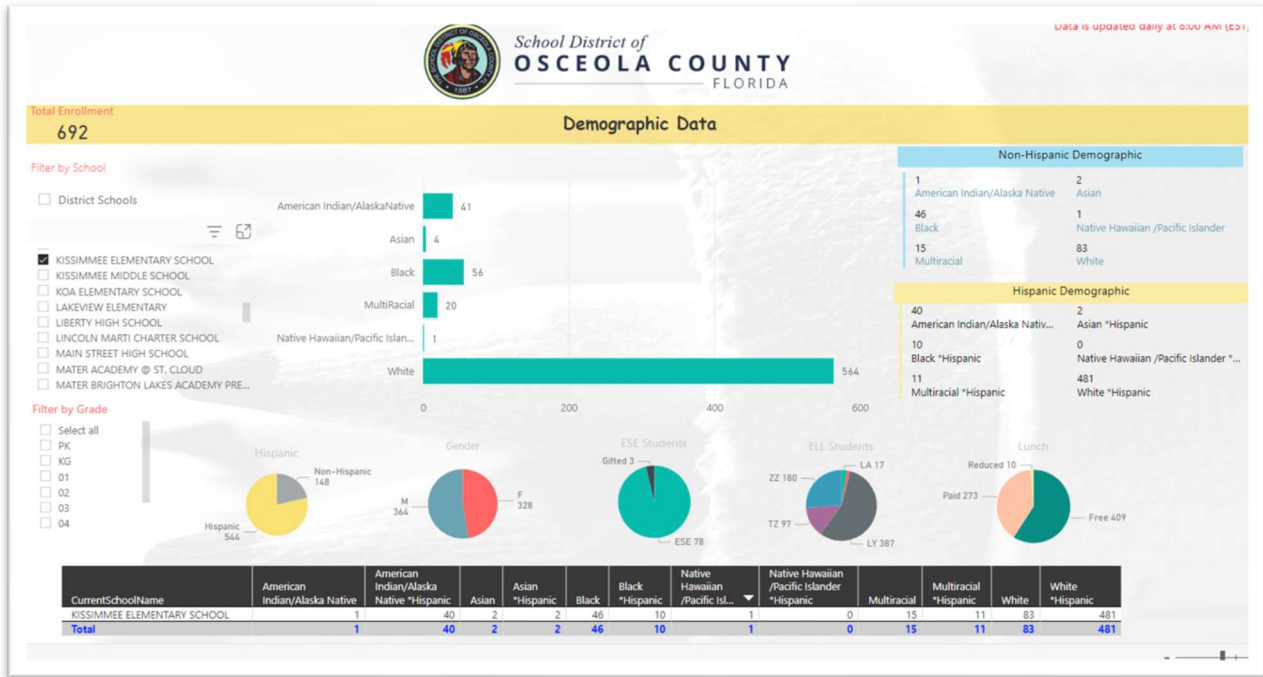 Data is updated daily at 8:00 AM (EST)
School District of
OSCEOLA COUNTY
FLORIDA
THE SCHOOL DISTRICT OF OSCEOLA COUNTY, FL
1887
Total Enrollment
692
Demographic Data
Filter by School
District Schools
KISSIMMEE ELEMENTARY SCHOOL
KISSIMMEE MIDDLE SCHOOL
KOA ELEMENTARY SCHOOL
LAKEVIEW ELEMENTARY
LIBERTY HIGH SCHOOL
LINCOLN MARTI CHARTER SCHOOL
MAIN STREET HIGH SCHOOL
MATER ACADEMY @ ST. CLOUD
MATER BRIGHTON LAKES ACADEMY PRE...
Filter by Grade
Select all
PK
KG
01
02
03
04
American Indian/AlaskaNative 41
Asian 4
Black 56
MultiRacial 20
Native Hawaiian/Pacific Islan... 1
White 564
0 200 400 600
Non-Hispanic Demographic
1 2
American Indian/Alaska Native Asian
46 1
Black Native Hawaiian /Pacific Islander
15 83
Multiracial White
Hispanic Demographic
40 2
American Indian/Alaska Nativ... Asian *Hispanic
10 0
Black *Hispanic Native Hawaiian /Pacific Islander *...
11 481
Multiracial *Hispanic White *Hispanic
Hispanic
Non-Hispanic
148
Hispanic
544
Gender
M
364
F
328
ESE Students
Gifted 3
ESE 78
ELL Students
LA 17
ZZ 180
TZ 97
LY 387
Lunch
Reduced 10
Paid 273
Free 409
CurrentSchoolName American Indian/Alaska Native American Indian/Alaska Native *Hispanic Asian Asian *Hispanic Black Black *Hispanic Native Hawaiian /Pacific Isl... Native Hawaiian /Pacific Islander *Hispanic Multiracial Multiracial *Hispanic White White *Hispanic
KISSIMMEE ELEMENTARY SCHOOL 1 40 2 2 46 10 1 0 15 11 83 481
Total 1 40 2 2 46 10 1 0 15 11 83 481